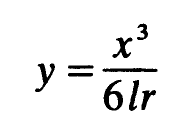 y = x³ / 6lr